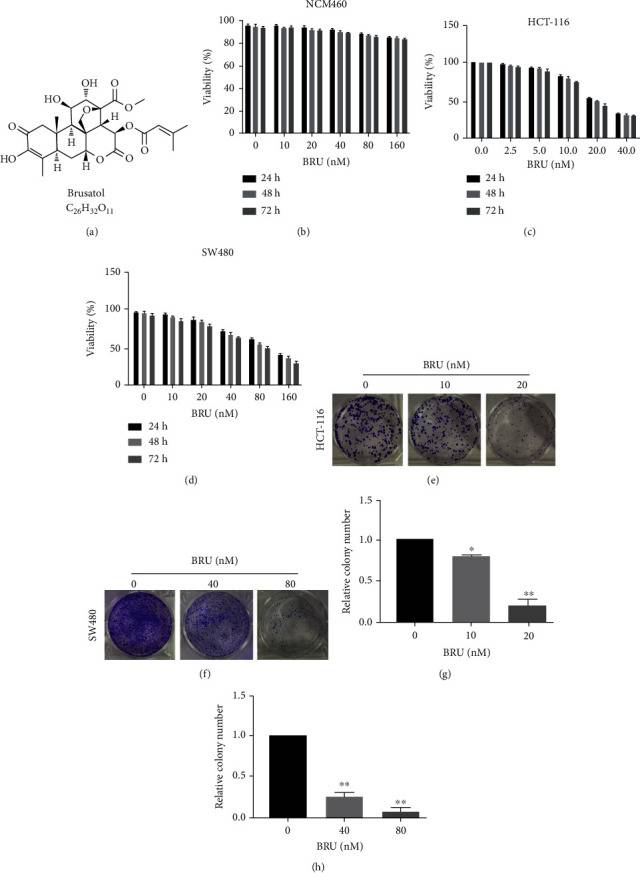 OH
HO
O
O
O
O
H
O
O
O
H
H
HO
H
O
O
H
Brusatol
C26H32O11
(a)
NCM460
Viability (%)
100
80
60
40
20
0
0 10 20 40 80 160
BRU (nM)
24 h
48 h
72 h
(b)
HCT-116
Viability (%)
150
100
50
0
0.0 2.5 5.0 10.0 20.0 40.0
BRU (nM)
24 h
48 h
72 h
(c)
SW480
Viability (%)
150
100
50
0
0 10 20 40 80 160
BRU (nM)
24 h
48 h
72 h
(d)
BRU (nM)
0 10 20
HCT-116
(e)
BRU (nM)
0 40 80
SW480
(f)
Relative colony number
1.5
1.0
0.5
0.0
*
**
0 10 20
BRU (nM)
(g)
Relative colony number
1.5
1.0
0.5
0.0
**
**
0 40 80
BRU (nM)
(h)